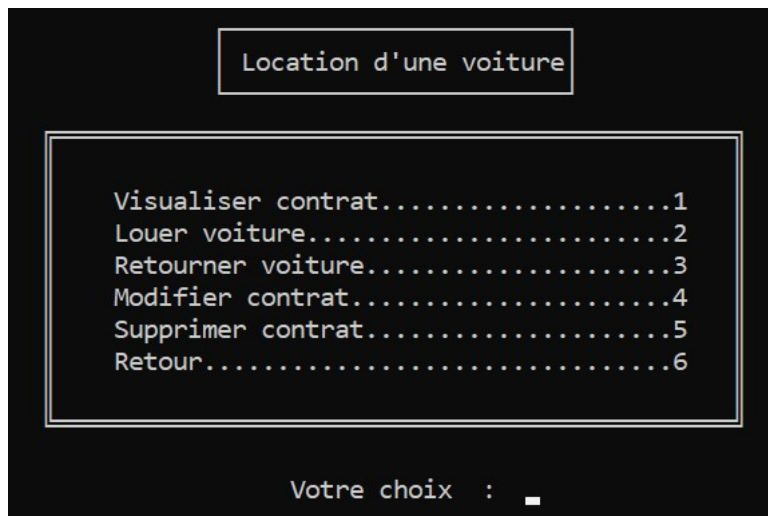 Location d'une voiture
Visualiser contrat....................1
Louer voiture.........................2
Retourner voiture.....................3
Modifier contrat......................4
Supprimer contrat.....................5
Retour................................6
Votre choix :